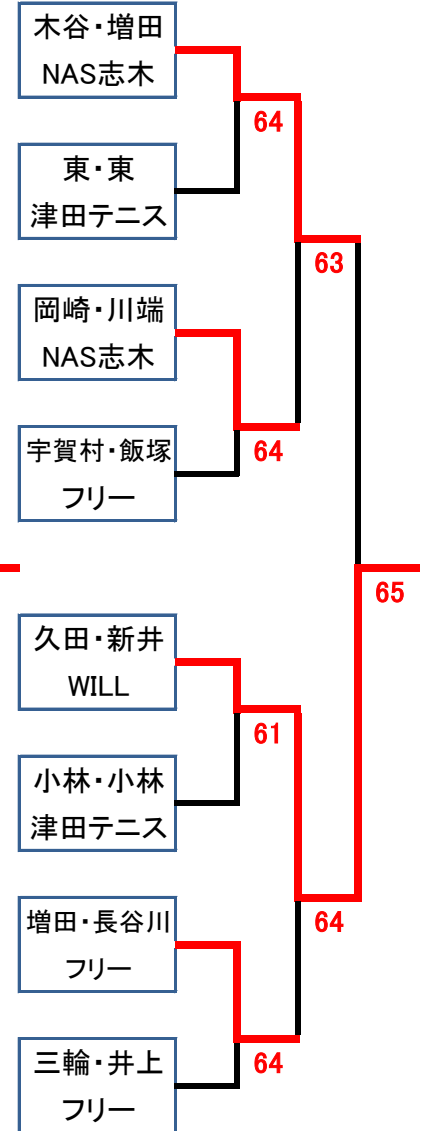 木谷・増田
NAS志木
64
東・東
津田テニス
63
岡崎・川端
NAS志木
64
宇賀村・飯塚
フリー
65
久田・新井
WILL
61
小林・小林
津田テニス
64
増田・長谷川
フリー
64
三輪・井上
フリー